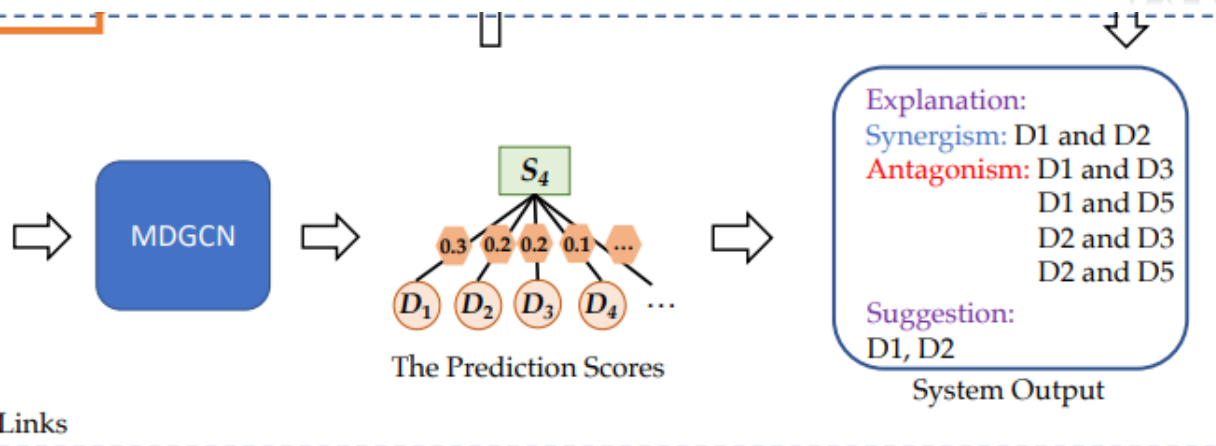 Explanation:
Synergism: D1 and D2
Antagonism: D1 and D3
D1 and D5
D2 and D3
D2 and D5
Suggestion:
D1, D2
System Output
MDGCN
S4
0.3 0.2 0.2 0.1 ...
D1 D2 D3 D4 ...
The Prediction Scores
Links